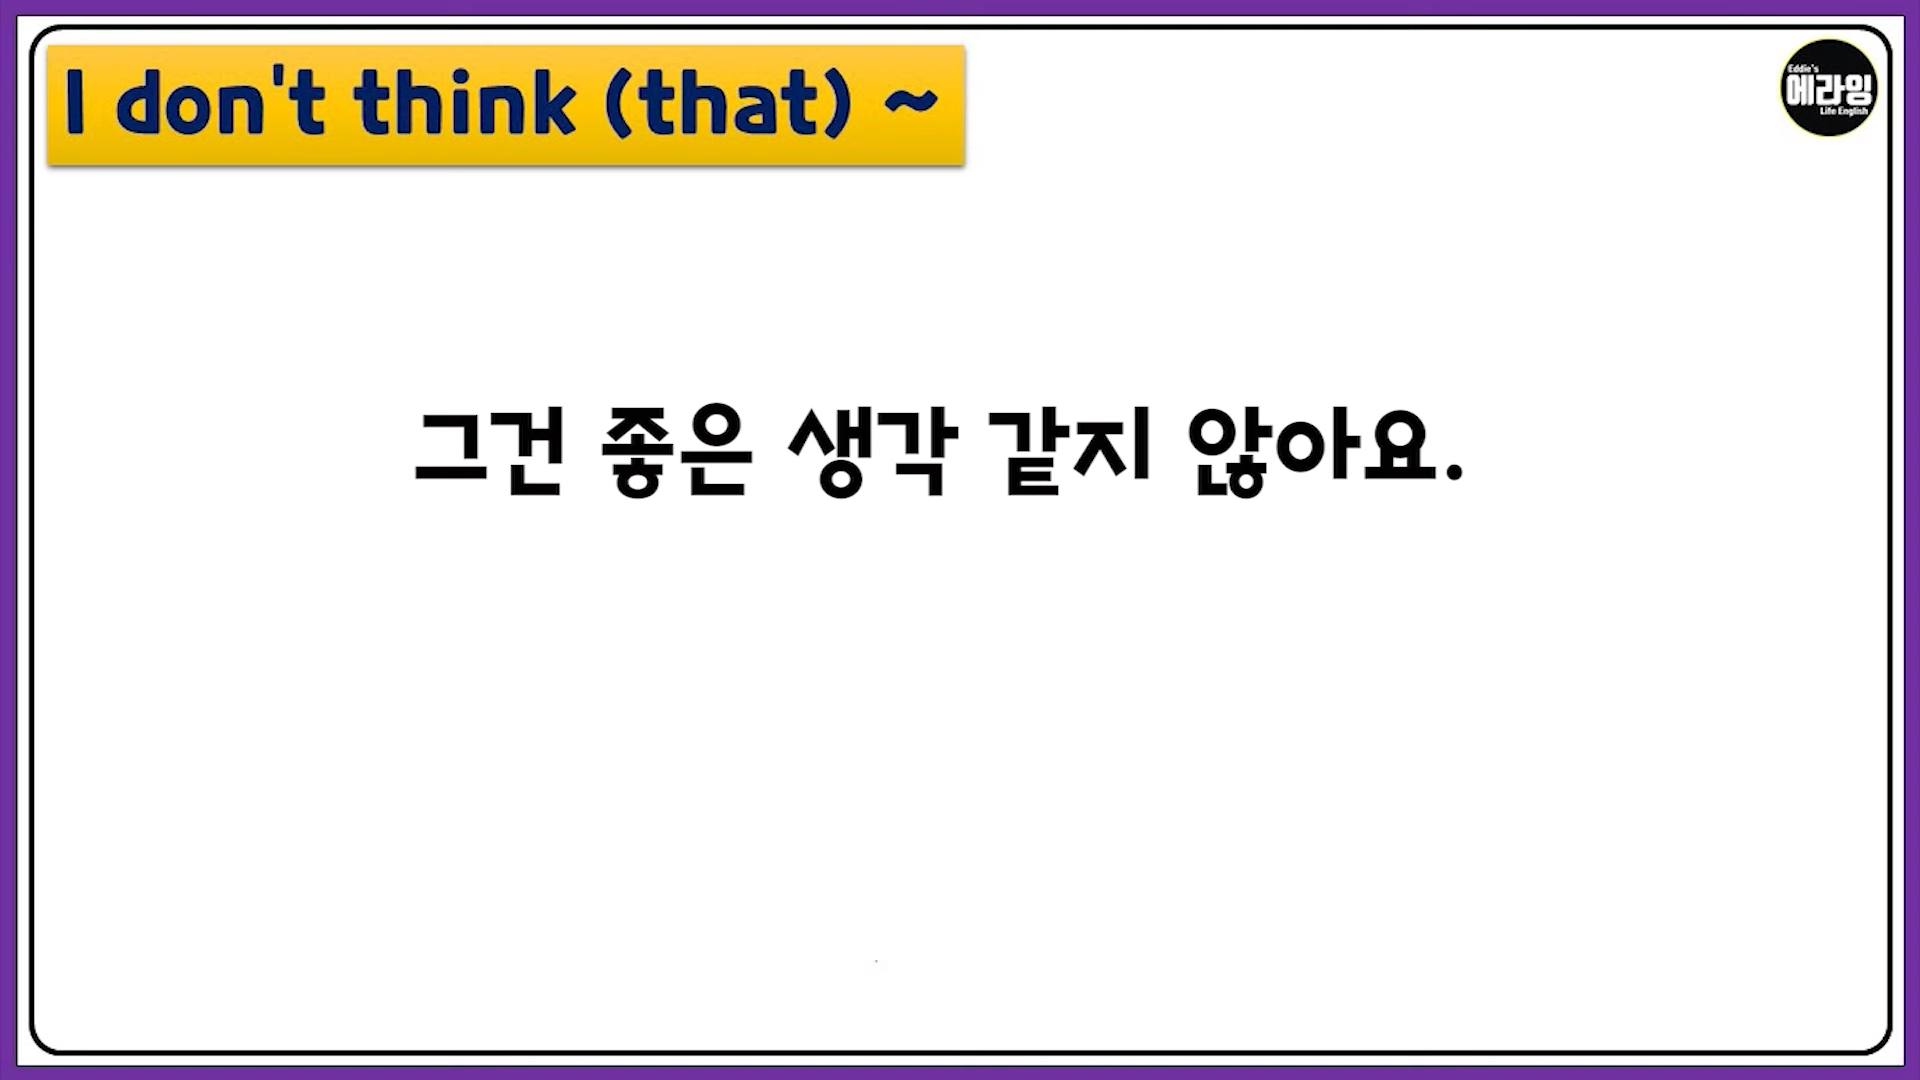 I don't think (that) ~
Eddie's
에라잉
Life English
그건 좋은 생각 같지 않아요.